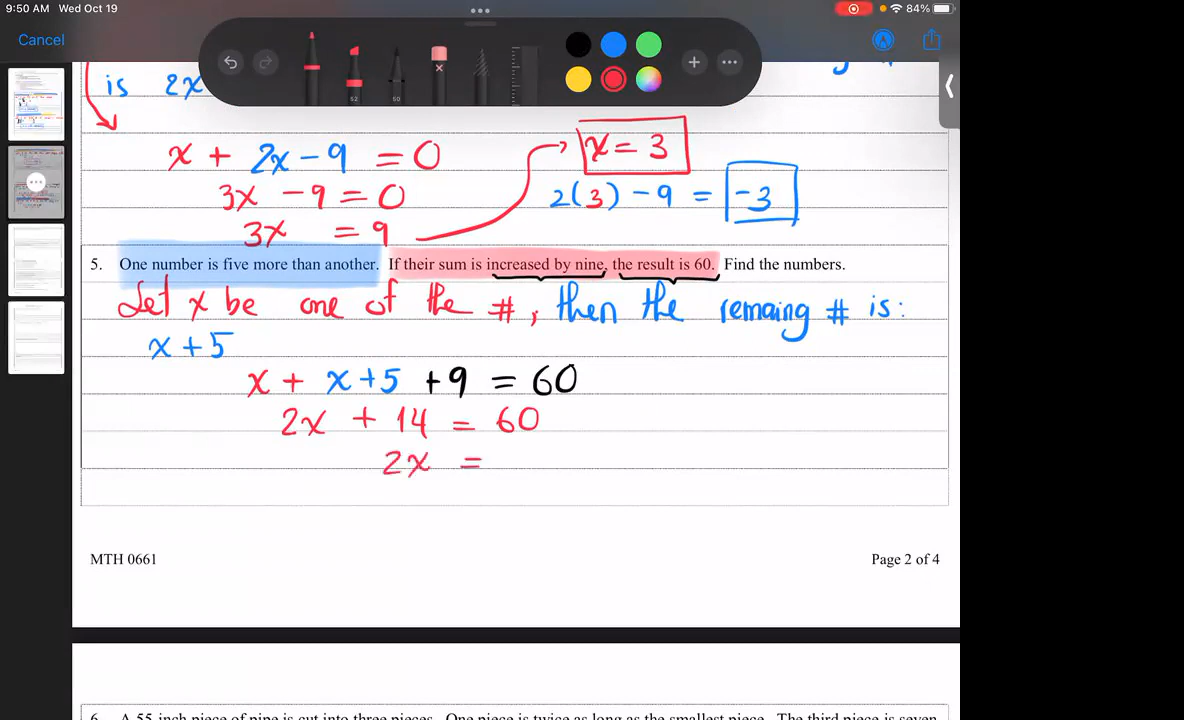 9:50 AM Wed Oct 19
84%
Cancel
52
60
is 2x
x + 2x - 9 = 0
3x - 9 = 0
3x = 9
x = 3
2(3) - 9 = -3
5. One number is five more than another. If their sum is increased by nine, the result is 60. Find the numbers.
Let x be one of the #, then the remaing # is:
x + 5
x + x + 5 + 9 = 60
2x + 14 = 60
2x =
MTH 0661
Page 2 of 4
6. A 55-inch piece of pipe is cut into three pieces. One piece is twice as long as the smallest piece. The third piece is seven